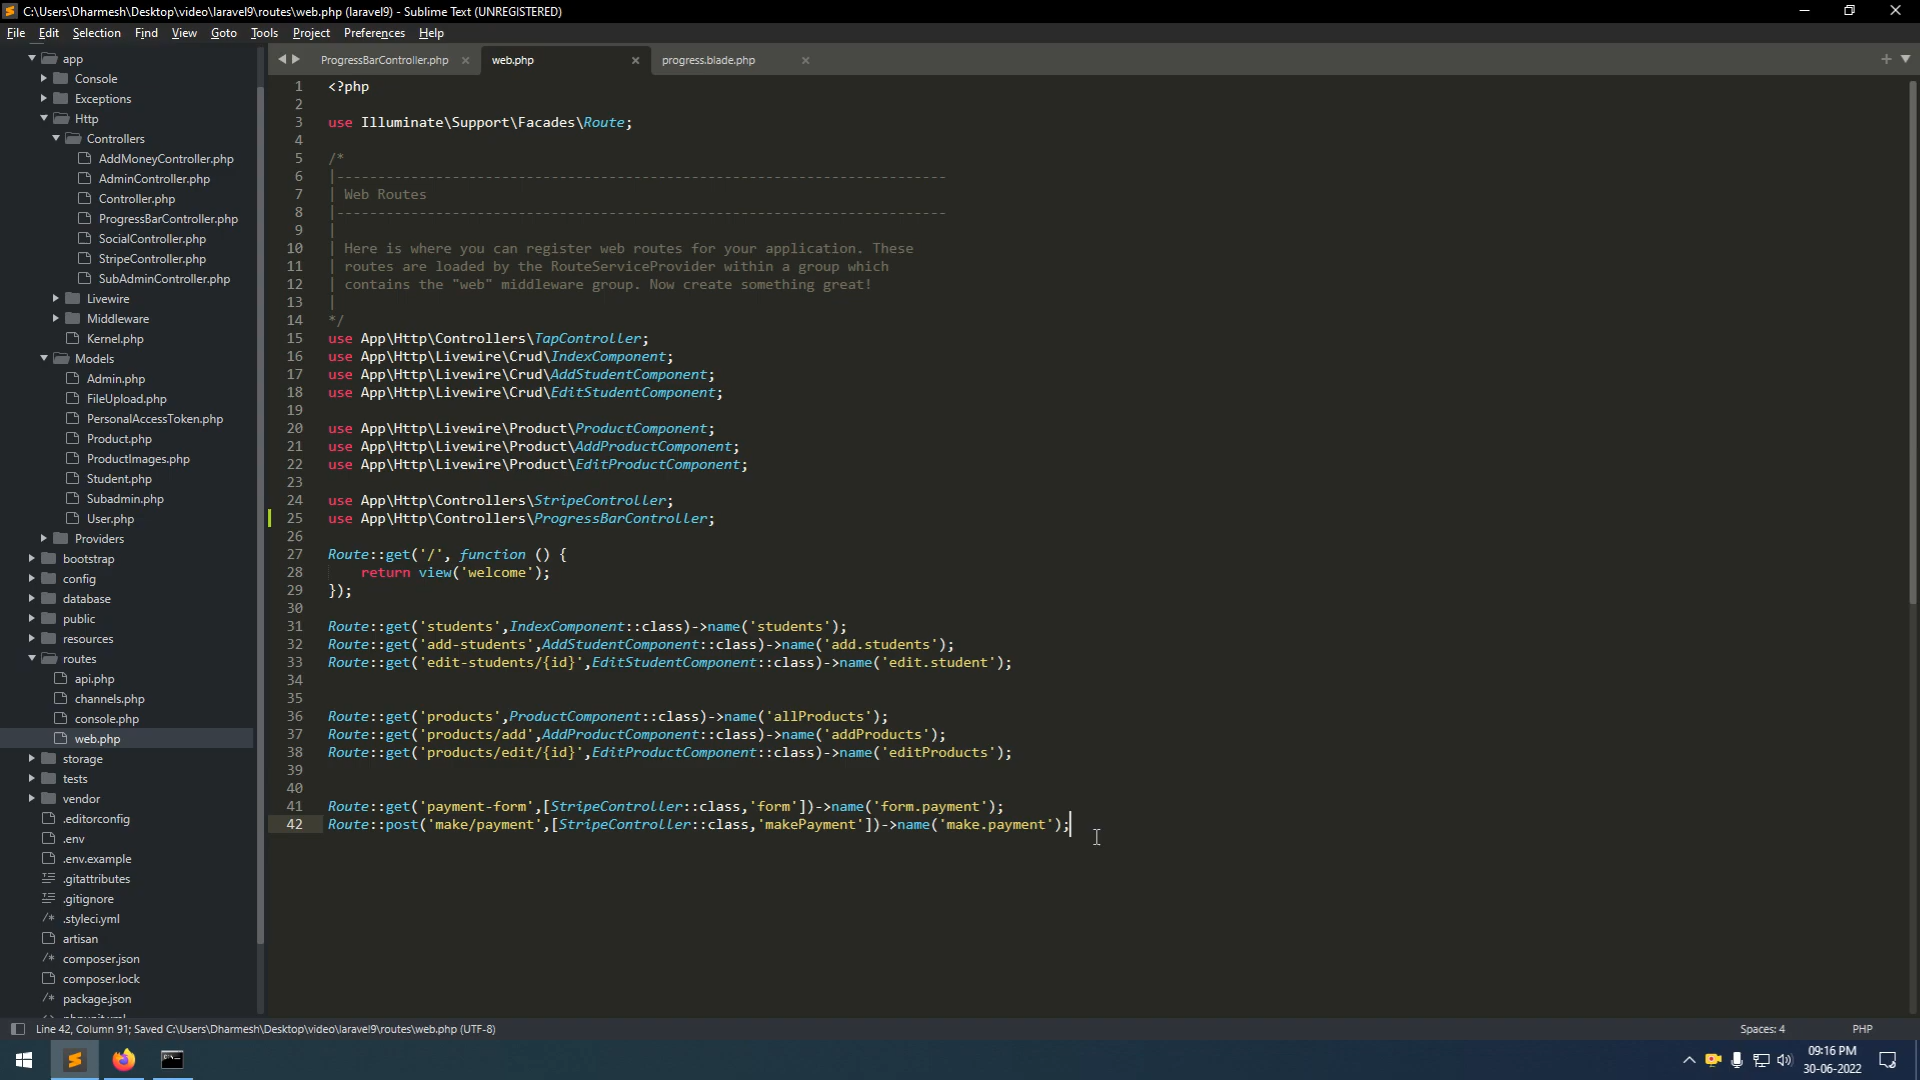 C:\Users\Dharmesh\Desktop\video\laravel9\routes\web.php (laravel9) - Sublime Text (UNREGISTERED)
File Edit Selection Find View Goto Tools Project Preferences Help
app
Console
Exceptions
Http
Controllers
AddMoneyController.php
AdminController.php
Controller.php
ProgressBarController.php
SocialController.php
StripeController.php
SubAdminController.php
Livewire
Middleware
Kernel.php
Models
Admin.php
FileUpload.php
PersonalAccessToken.php
Product.php
ProductImages.php
Student.php
Subadmin.php
User.php
Providers
bootstrap
config
database
public
resources
routes
api.php
channels.php
console.php
web.php
storage
tests
vendor
.editorconfig
.env
.env.example
.gitattributes
.gitignore
.styleci.yml
artisan
composer.json
composer.lock
package.json
ProgressBarController.php web.php progress.blade.php
1 <?php
2
3 use Illuminate\Support\Facades\Route;
4
5 /*
6 |--------------------------------------------------------------------------
7 | Web Routes
8 |--------------------------------------------------------------------------
9 |
10 | Here is where you can register web routes for your application. These
11 | routes are loaded by the RouteServiceProvider within a group which
12 | contains the "web" middleware group. Now create something great!
13 |
14 */
15 use App\Http\Controllers\TapController;
16 use App\Http\Livewire\Crud\IndexComponent;
17 use App\Http\Livewire\Crud\AddStudentComponent;
18 use App\Http\Livewire\Crud\EditStudentComponent;
19
20 use App\Http\Livewire\Product\ProductComponent;
21 use App\Http\Livewire\Product\AddProductComponent;
22 use App\Http\Livewire\Product\EditProductComponent;
23
24 use App\Http\Controllers\StripeController;
25 use App\Http\Controllers\ProgressBarController;
26
27 Route::get('/', function () {
28     return view('welcome');
29 });
30
31 Route::get('students',IndexComponent::class)->name('students');
32 Route::get('add-students',AddStudentComponent::class)->name('add.students');
33 Route::get('edit-students/{id}',EditStudentComponent::class)->name('edit.student');
34
35
36 Route::get('products',ProductComponent::class)->name('allProducts');
37 Route::get('products/add',AddProductComponent::class)->name('addProducts');
38 Route::get('products/edit/{id}',EditProductComponent::class)->name('editProducts');
39
40
41 Route::get('payment-form',[StripeController::class,'form'])->name('form.payment');
42 Route::post('make/payment',[StripeController::class,'makePayment'])->name('make.payment');
Line 42, Column 91; Saved C:\Users\Dharmesh\Desktop\video\laravel9\routes\web.php (UTF-8)
Spaces: 4 PHP
09:16 PM
30-06-2022